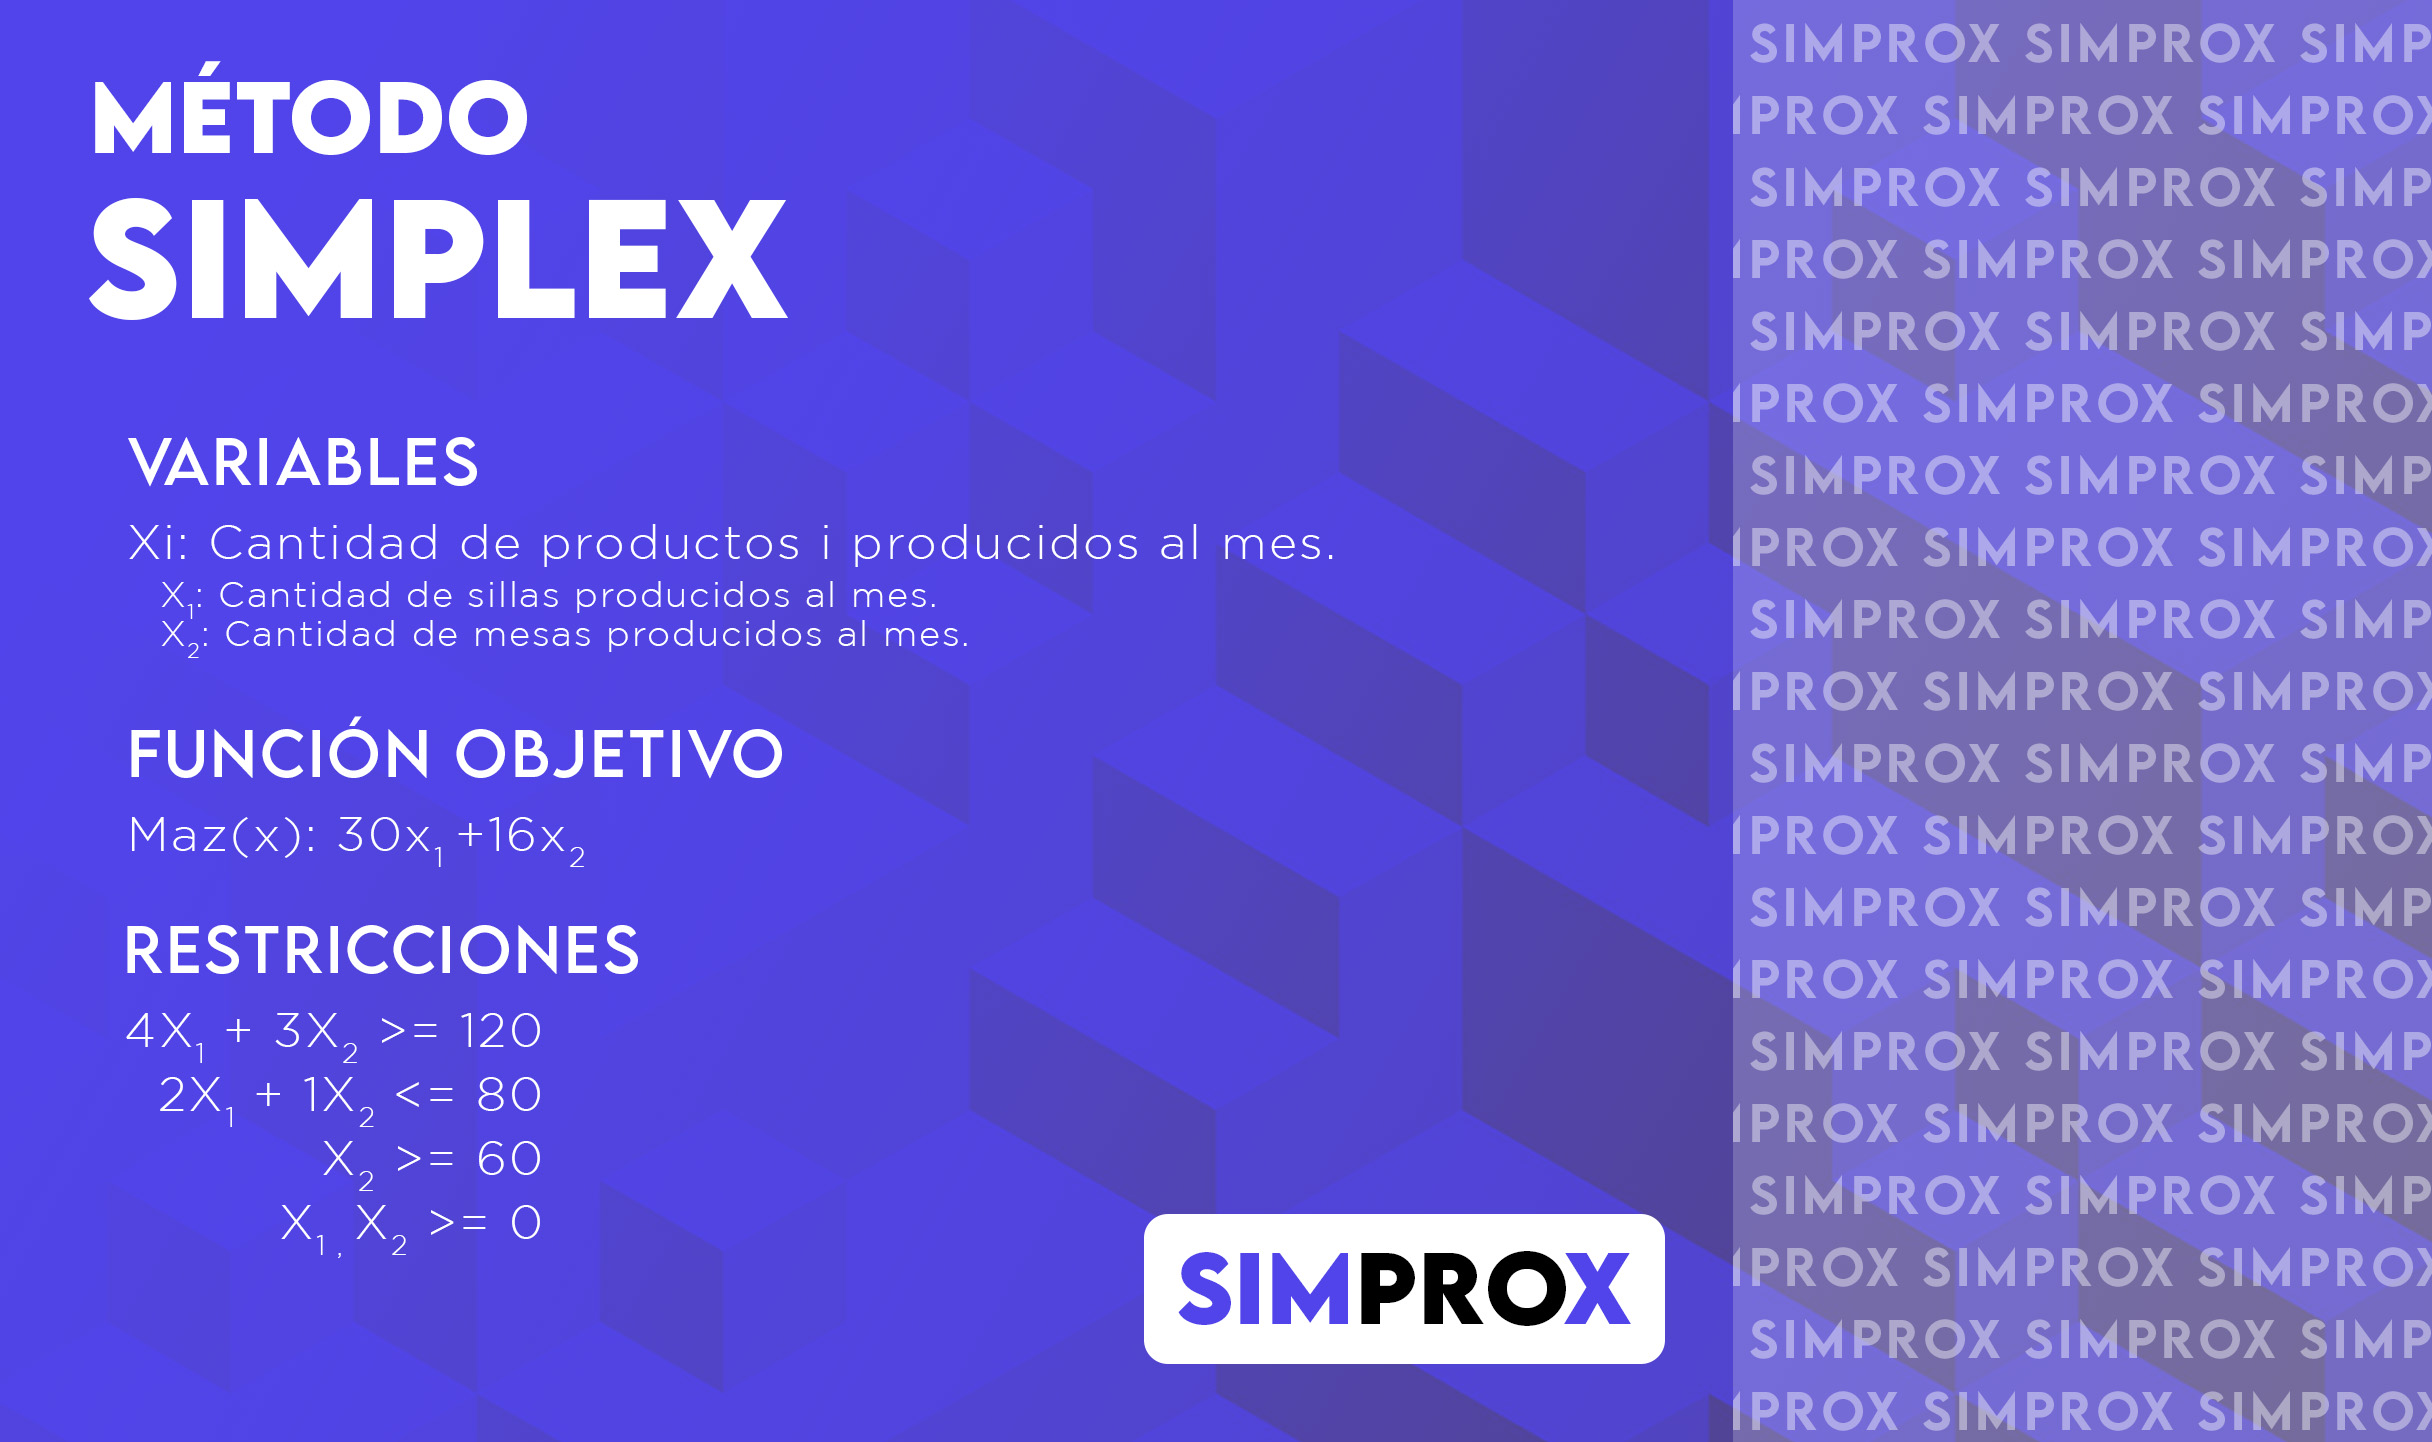 MÉTODO
SIMPLEX
VARIABLES
Xi: Cantidad de productos i producidos al mes.
X₁: Cantidad de sillas producidos al mes.
X₂: Cantidad de mesas producidos al mes.
FUNCIÓN OBJETIVO
Maz(x): 30x₁ +16x₂
RESTRICCIONES
4X₁ + 3X₂ >= 120
2X₁ + 1X₂ <= 80
X₂ >= 60
X₁ , X₂ >= 0
SIMPROX
SIMPROX SIMPROX SIMP
IPROX SIMPROX SIMPROX
SIMPROX SIMPROX SIMP
IPROX SIMPROX SIMPROX
SIMPROX SIMPROX SIMP
IPROX SIMPROX SIMPROX
SIMPROX SIMPROX SIMP
IPROX SIMPROX SIMPROX
SIMPROX SIMPROX SIMP
IPROX SIMPROX SIMPROX
SIMPROX SIMPROX SIMP
IPROX SIMPROX SIMPROX
SIMPROX SIMPROX SIMP
IPROX SIMPROX SIMPROX
SIMPROX SIMPROX SIMP
IPROX SIMPROX SIMPROX
SIMPROX SIMPROX SIMP
IPROX SIMPROX SIMPROX
SIMPROX SIMPROX SIMP
IPROX SIMPROX SIMPROX